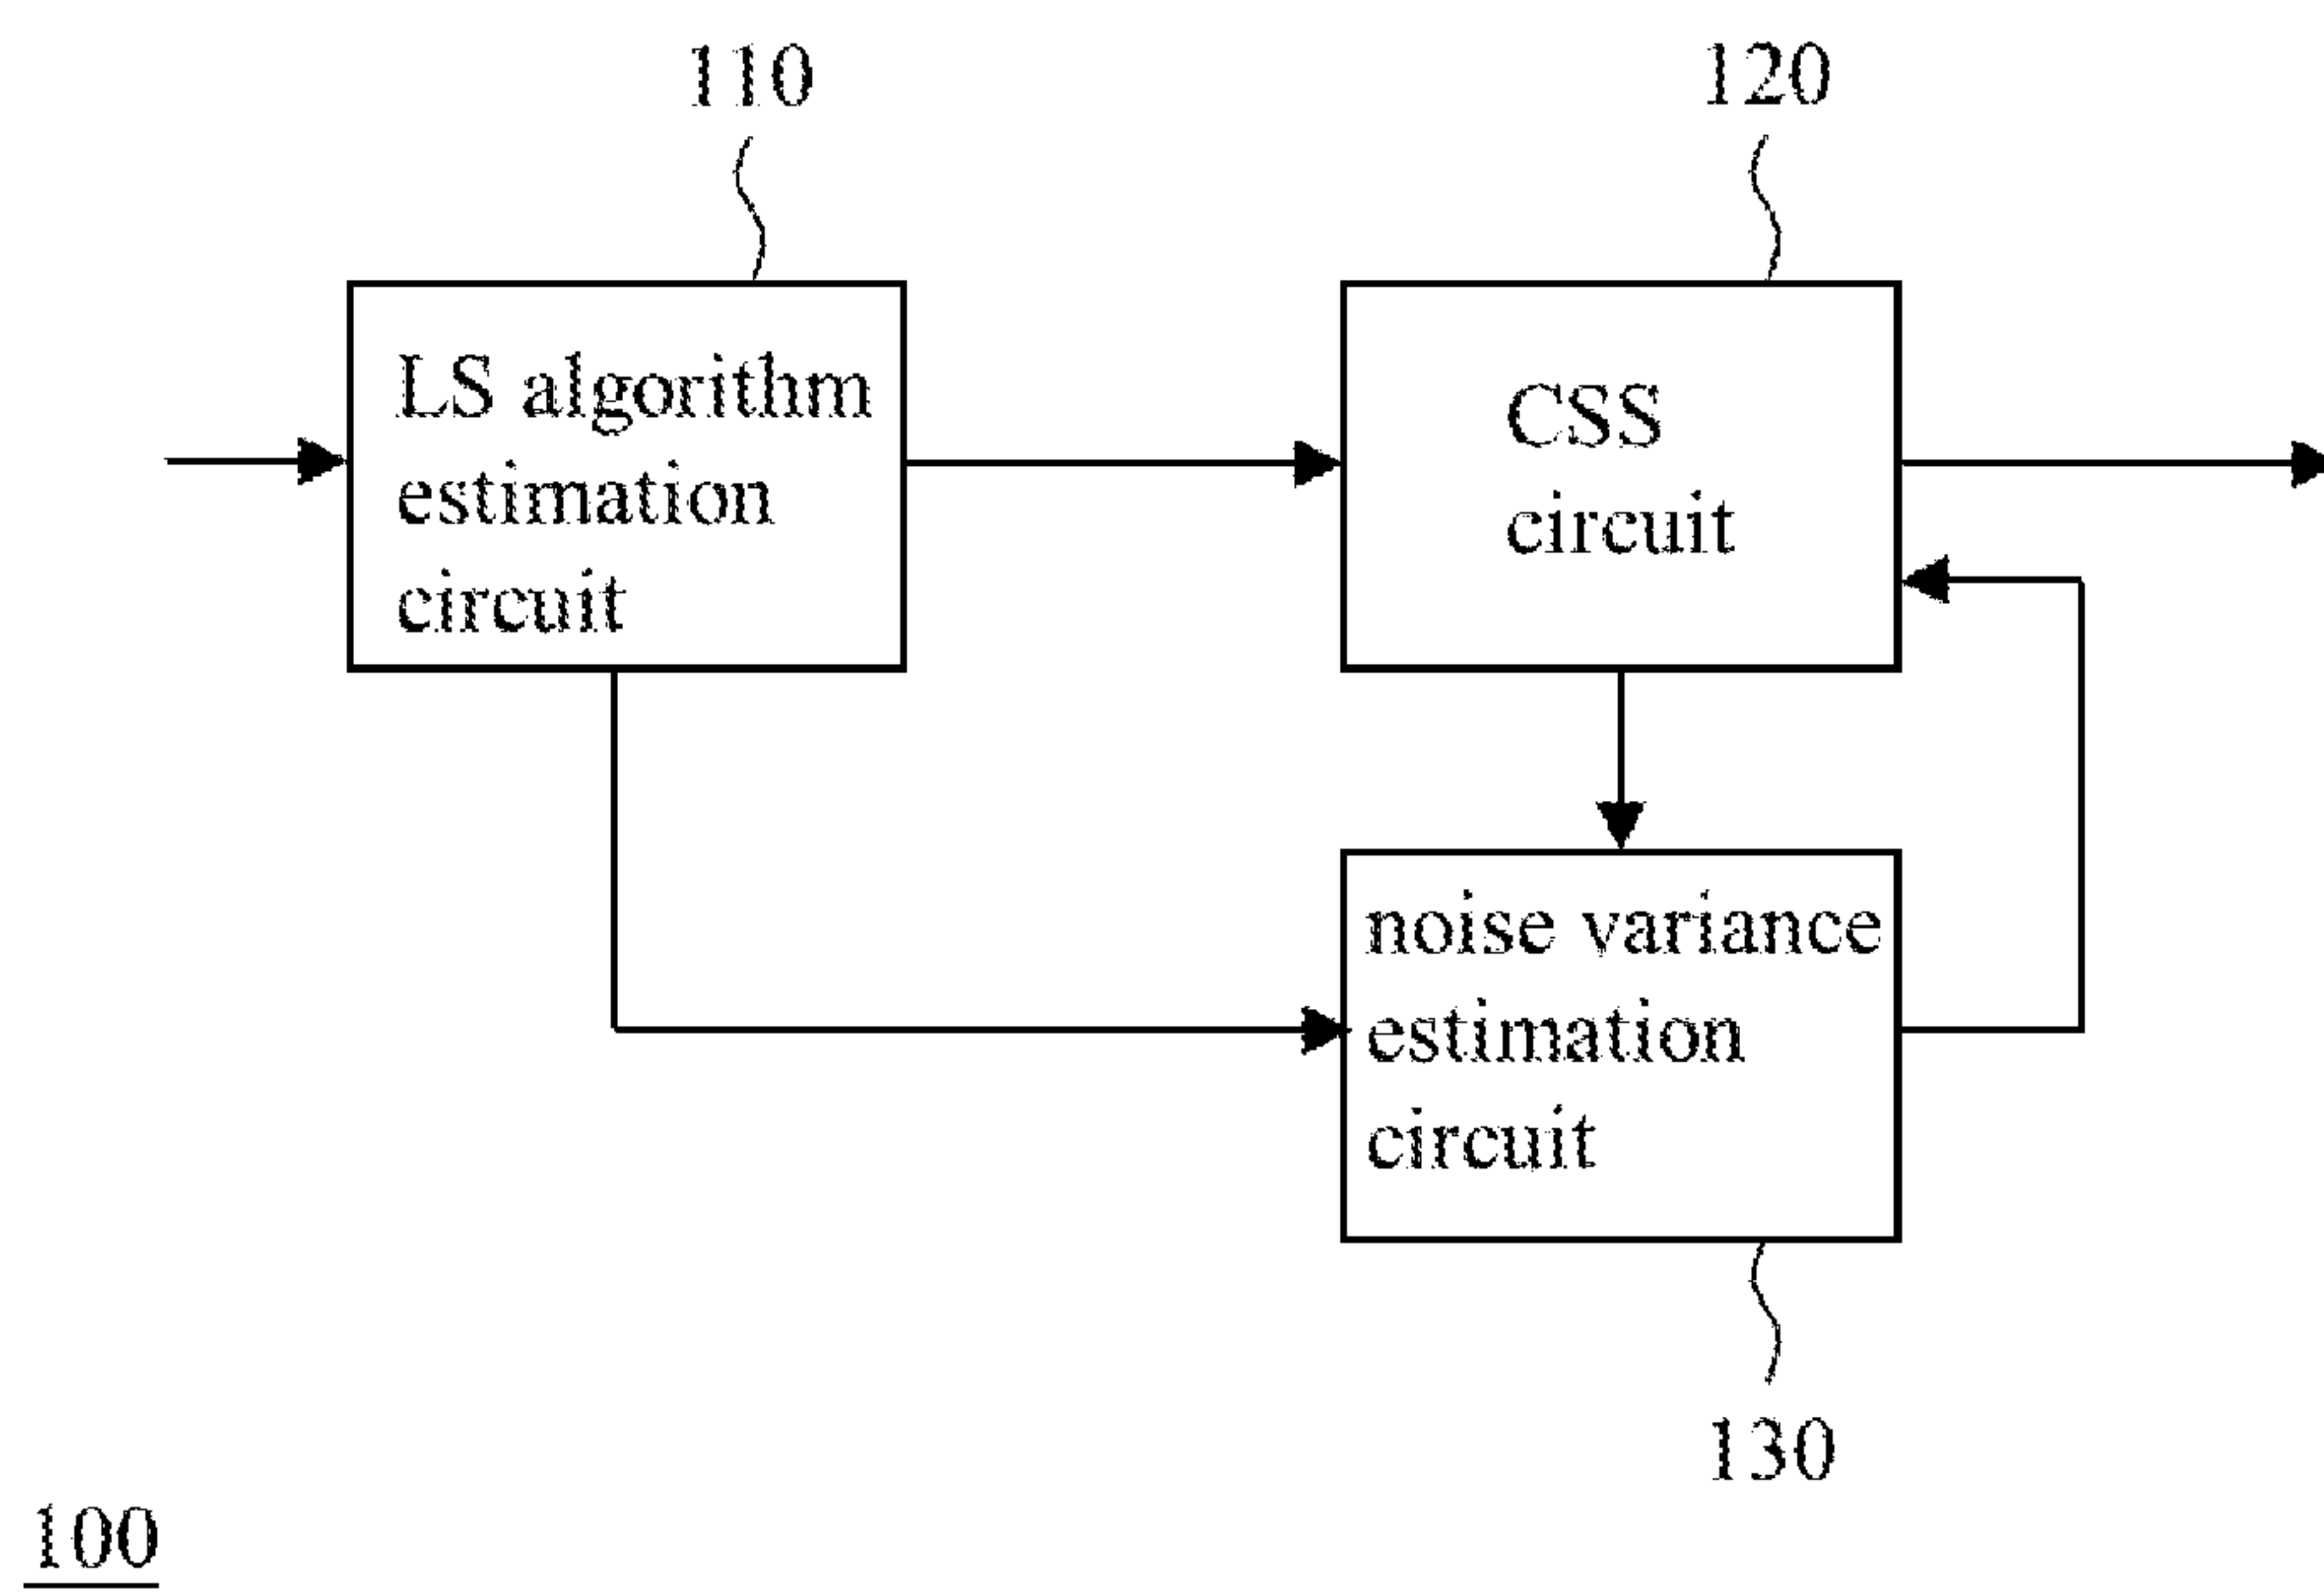 110
120
LS algorithm
estimation
circuit
CSS
circuit
noise variance
estimation
circuit
130
100